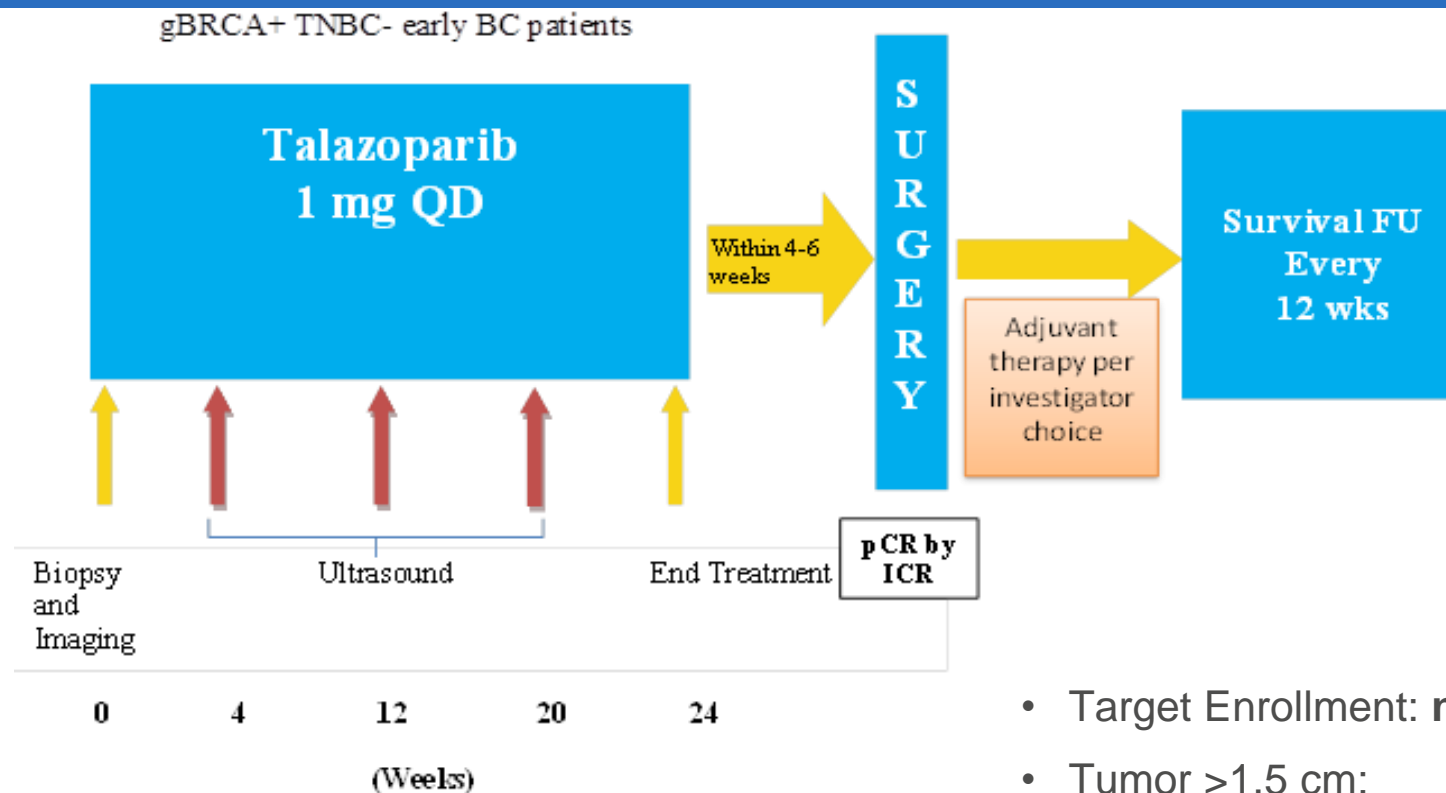 gBRCA+ TNBC- early BC patients
Talazoparib
1 mg QD
Within 4-6
weeks
S
U
R
G
E
R
Y
Adjuvant
therapy per
investigator
choice
Survival FU
Every
12 wks
Biopsy
and
Imaging
Ultrasound
End Treatment
pCR by
ICR
0 4 12 20 24
(Weeks)
• Target Enrollment:
• Tumor >1.5 cm;